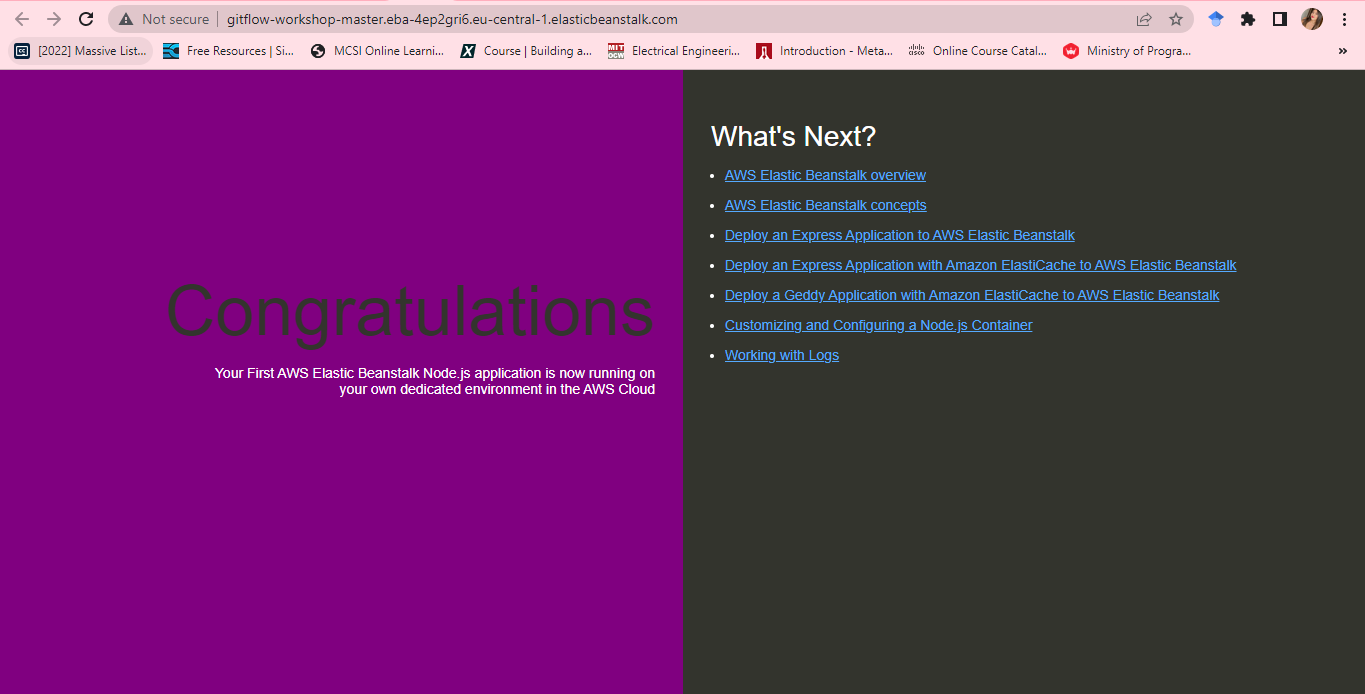 Not secure
gitflow-workshop-master.eba-4ep2gri6.eu-central-1.elasticbeanstalk.com
[2022] Massive List...
Free Resources | Si...
MCSI Online Learni...
Course | Building a...
MIT
OCW
Electrical Engineeri...
Introduction - Meta...
cisco
Online Course Catal...
Ministry of Progra...
»
What's Next?
• AWS Elastic Beanstalk overview
• AWS Elastic Beanstalk concepts
• Deploy an Express Application to AWS Elastic Beanstalk
• Deploy an Express Application with Amazon ElastiCache to AWS Elastic Beanstalk
• Deploy a Geddy Application with Amazon ElastiCache to AWS Elastic Beanstalk
• Customizing and Configuring a Node.js Container
• Working with Logs
Congratulations
Your First AWS Elastic Beanstalk Node.js application is now running on
your own dedicated environment in the AWS Cloud